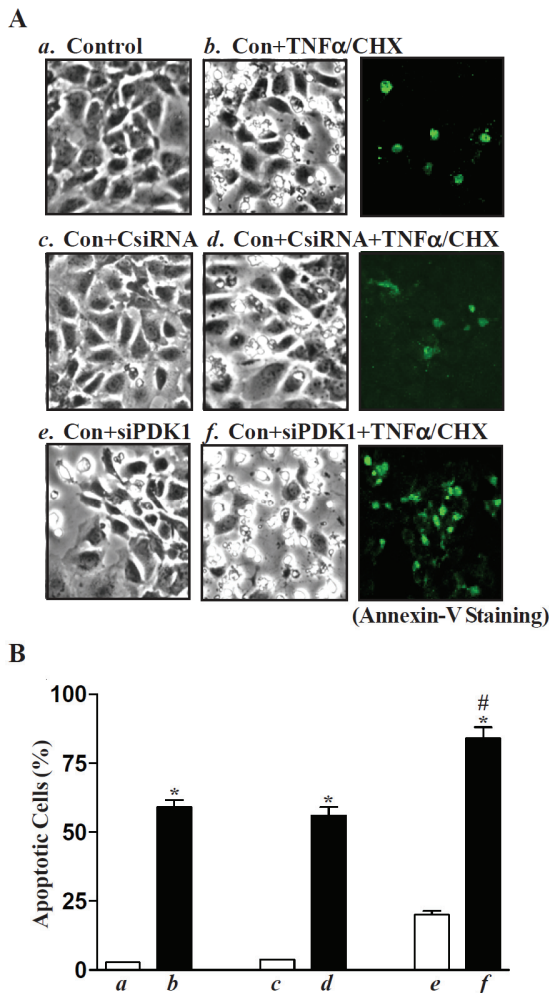 A
a. Control
b. Con+TNFα/CHX
c. Con+CsiRNA
d. Con+CsiRNA+TNFα/CHX
e. Con+siPDK1
f. Con+siPDK1+TNFα/CHX
(Annexin-V Staining)
B
Apoptotic Cells (%)
100
75
50
25
0
*
*
#
*
a b c d e f